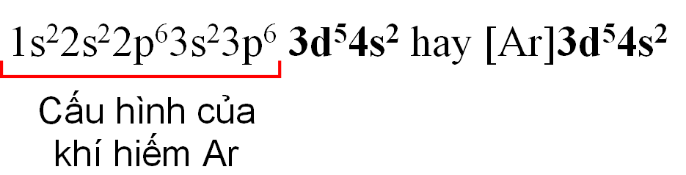 1s²2s²2p⁶3s²3p⁶ 3d⁵4s² hay [Ar]3d⁵4s²
Cấu hình của
khí hiếm Ar